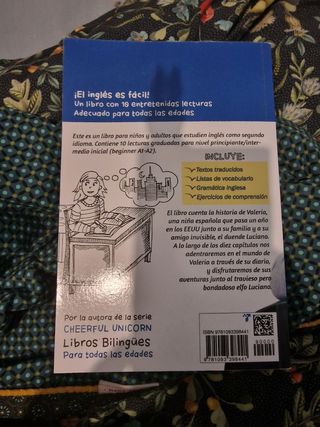 ¡El inglés es fácil!
Un libro con 10 entretenidas lecturas
Adecuado para todas las edades
Este es un libro para niños y adultos que estudien inglés como segundo
idioma. Contiene 10 lecturas graduadas para nivel principiante/inter-
medio inicial (beginner A1-A2).
INCLUYE:
Textos traducidos
Listas de vocabulario
Gramática inglesa
Ejercicios de comprensión
El libro cuenta la historia de Valeria,
una niña española que pasa un año
en los EEUU junto a su familia y a su
amigo invisible, el duende Luciano.
A lo largo de los diez capítulos nos
adentraremos en el mundo de
Valeria a través de su diario,
y disfrutaremos de sus
aventuras junto al travieso pero
bondadoso elfo Luciano.
Por la autora de la serie
CHEERFUL UNICORN
Libros Bilingües
Para todas las edades
ISBN 9781093398441
90000
9 781093 398441